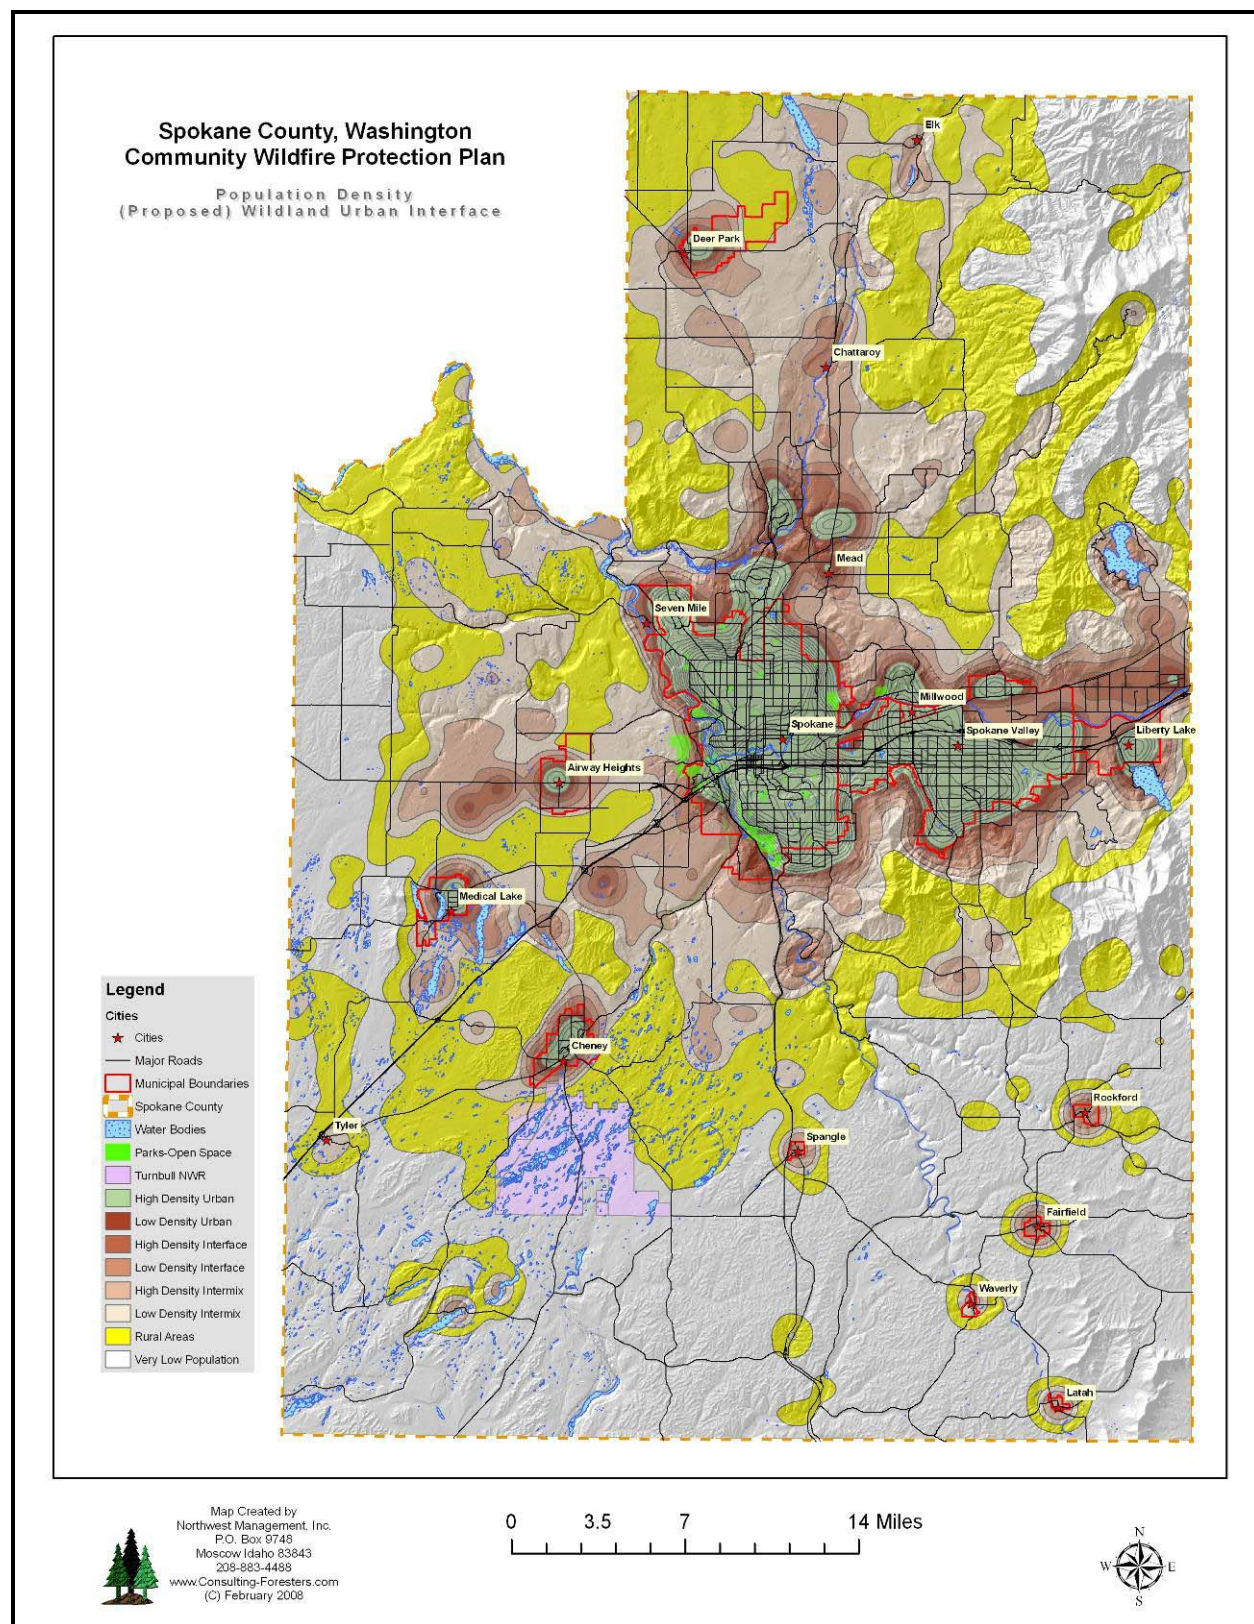 Spokane County, Washington
Community Wildfire Protection Plan
Population Density
(Proposed) Wildland Urban Interface
Elk
Deer Park
Chattaroy
Mead
Seven Mile
Millwood
Spokane
Spokane Valley
Liberty Lake
Airway Heights
Medical Lake
Cheney
Rockford
Tyler
Spangle
Fairfield
Waverly
Latah
Legend
Cities
Cities
Major Roads
Municipal Boundaries
Spokane County
Water Bodies
Parks-Open Space
Turnbull NWR
High Density Urban
Low Density Urban
High Density Interface
Low Density Interface
High Density Intermix
Low Density Intermix
Rural Areas
Very Low Population
Map Created by
Northwest Management, Inc.
P.O. Box 9748
Moscow Idaho 83843
208-883-4488
www.Consulting-Foresters.com
(C) February 2008
0 3.5 7 14 Miles
N
W E
S